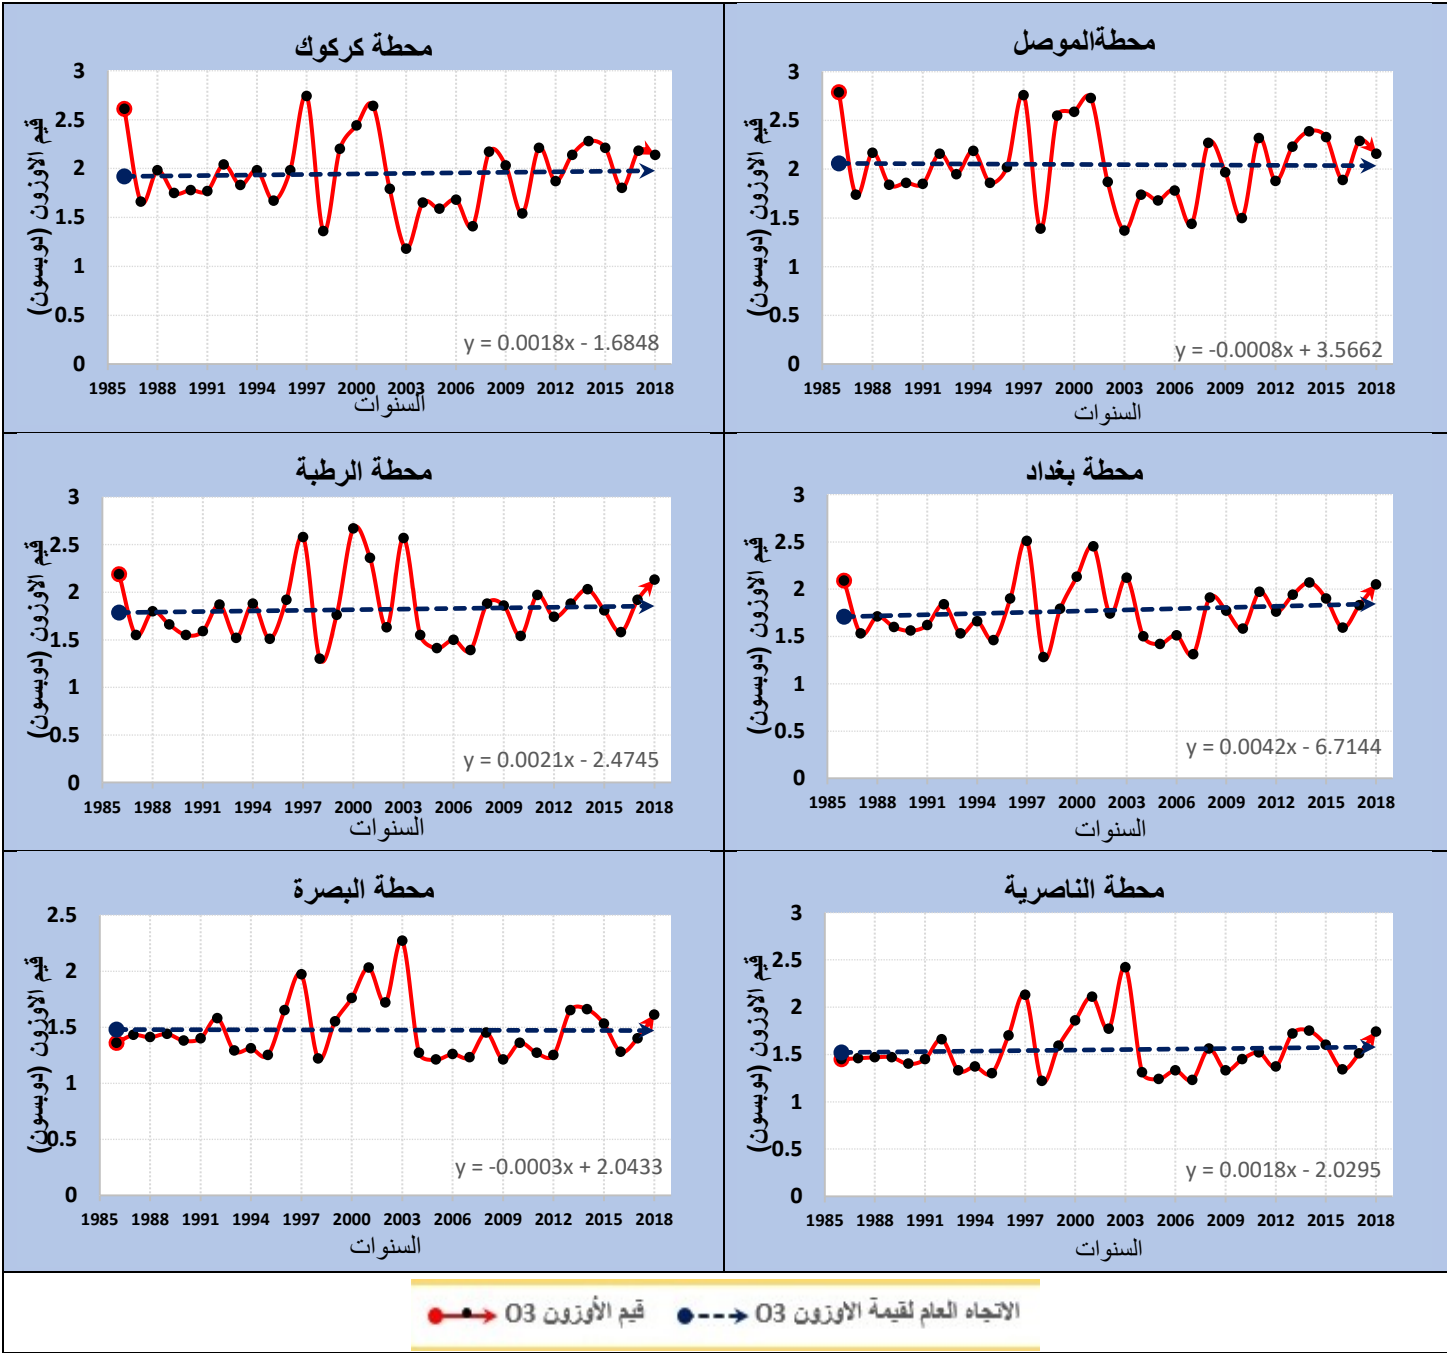 محطة كركوك
قيم الاوزون (دوبسون)
3
2.5
2
1.5
1
0.5
0
y = 0.0018x - 1.6848
1985 1988 1991 1994 1997 2000 2003 2006 2009 2012 2015 2018
السنوات
محطةالموصل
قيم الاوزون (دوبسون)
3
2.5
2
1.5
1
0.5
0
y = -0.0008x + 3.5662
1985 1988 1991 1994 1997 2000 2003 2006 2009 2012 2015 2018
السنوات
محطة الرطبة
قيم الاوزون (دوبسون)
3
2.5
2
1.5
1
0.5
0
y = 0.0021x - 2.4745
1985 1988 1991 1994 1997 2000 2003 2006 2009 2012 2015 2018
السنوات
محطة بغداد
قيم الاوزون (دوبسون)
3
2.5
2
1.5
1
0.5
0
y = 0.0042x - 6.7144
1985 1988 1991 1994 1997 2000 2003 2006 2009 2012 2015 2018
السنوات
محطة البصرة
قيم الاوزون (دوبسون)
2.5
2
1.5
1
0.5
0
y = -0.0003x + 2.0433
1985 1988 1991 1994 1997 2000 2003 2006 2009 2012 2015 2018
السنوات
محطة الناصرية
قيم الاوزون (دوبسون)
3
2.5
2
1.5
1
0.5
0
y = 0.0018x - 2.0295
1985 1988 1991 1994 1997 2000 2003 2006 2009 2012 2015 2018
السنوات
الاتجاه العام لقيمة الاوزون O3 قيم الأوزون O3